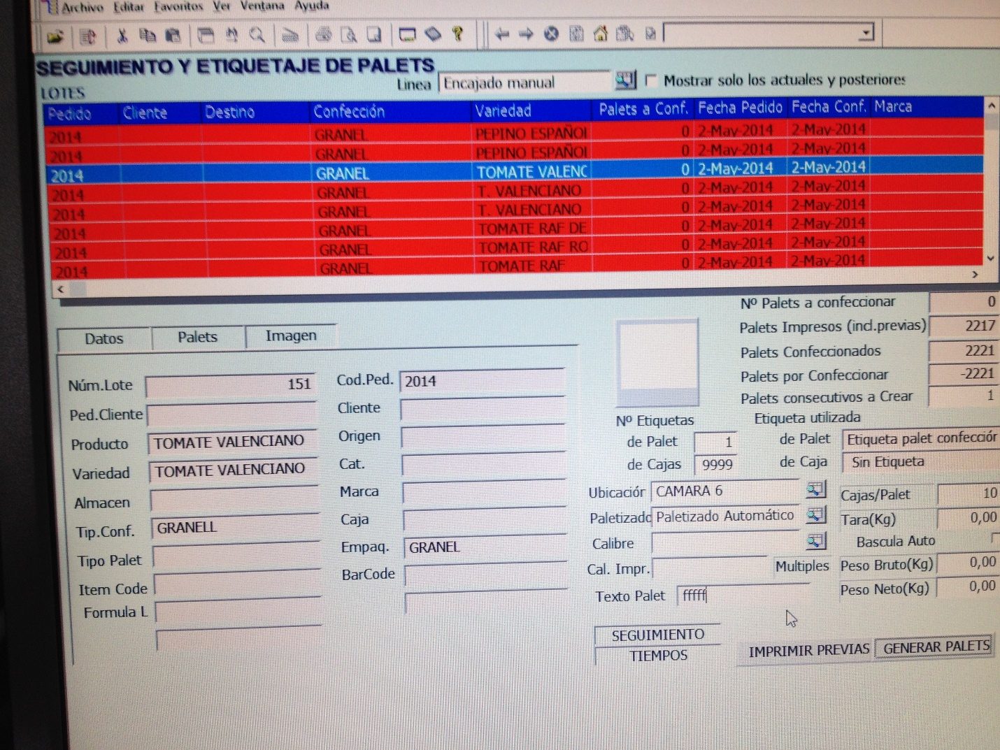 Archivo Editar Favoritos Ver Ventana Ayuda
SEGUIMIENTO Y ETIQUETAJE DE PALETS
Linea Encajado manual Mostrar solo los actuales y posteriores
LOTES
Pedido Cliente Destino Confección Variedad Palets a Conf. Fecha Pedido Fecha Conf. Marca
2014 GRANEL PEPINO ESPAÑOL 0 2-May-2014 2-May-2014
2014 GRANEL PEPINO ESPAÑOL 0 2-May-2014 2-May-2014
2014 GRANEL TOMATE VALENC 0 2-May-2014 2-May-2014
2014 GRANEL T. VALENCIANO 0 2-May-2014 2-May-2014
2014 GRANEL T. VALENCIANO 0 2-May-2014 2-May-2014
2014 GRANEL TOMATE RAF DE 0 2-May-2014 2-May-2014
2014 GRANEL TOMATE RAF RO 0 2-May-2014 2-May-2014
2014 GRANEL TOMATE RAF 0 2-May-2014 2-May-2014
Nº Palets a confeccionar 0
Palets Impresos (incl.previas) 2217
Palets Confeccionados 2221
Palets por Confeccionar -2221
Palets consecutivos a Crear 1
Datos Palets Imagen
Núm.Lote 151
Ped.Cliente
Producto TOMATE VALENCIANO
Variedad TOMATE VALENCIANO
Almacen
Tip.Conf. GRANELL
Tipo Palet
Item Code
Formula L
Cod.Ped. 2014
Cliente
Origen
Cat.
Marca
Caja
Empaq. GRANEL
BarCode
Nº Etiquetas Etiqueta utilizada
de Palet 1 de Palet Etiqueta palet confección
de Cajas 9999 de Caja Sin Etiqueta
Ubicación CAMARA 6 Cajas/Palet 10
Paletizado Paletizado Automático Tara(Kg) 0,00
Calibre Bascula Auto
Cal. Impr. Multiples Peso Bruto(Kg) 0,00
Texto Palet fffff Peso Neto(Kg) 0,00
SEGUIMIENTO
TIEMPOS IMPRIMIR PREVIAS GENERAR PALETS